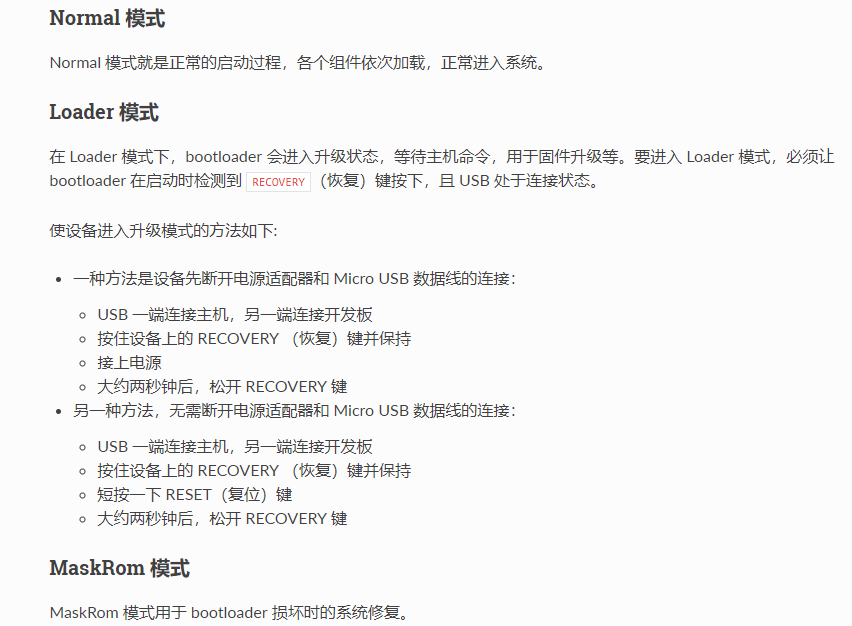 Normal 模式
Normal 模式就是正常的启动过程，各个组件依次加载，正常进入系统。
Loader 模式
在 Loader 模式下，bootloader 会进入升级状态，等待主机命令，用于固件升级等。要进入 Loader 模式，必须让
bootloader 在启动时检测到 RECOVERY （恢复）键按下，且 USB 处于连接状态。
使设备进入升级模式的方法如下:
• 一种方法是设备先断开电源适配器和 Micro USB 数据线的连接：
◦ USB 一端连接主机，另一端连接开发板
◦ 按住设备上的 RECOVERY （恢复）键并保持
◦ 接上电源
◦ 大约两秒钟后，松开 RECOVERY 键
• 另一种方法，无需断开电源适配器和 Micro USB 数据线的连接：
◦ USB 一端连接主机，另一端连接开发板
◦ 按住设备上的 RECOVERY （恢复）键并保持
◦ 短按一下 RESET（复位）键
◦ 大约两秒钟后，松开 RECOVERY 键
MaskRom 模式
MaskRom 模式用于 bootloader 损坏时的系统修复。